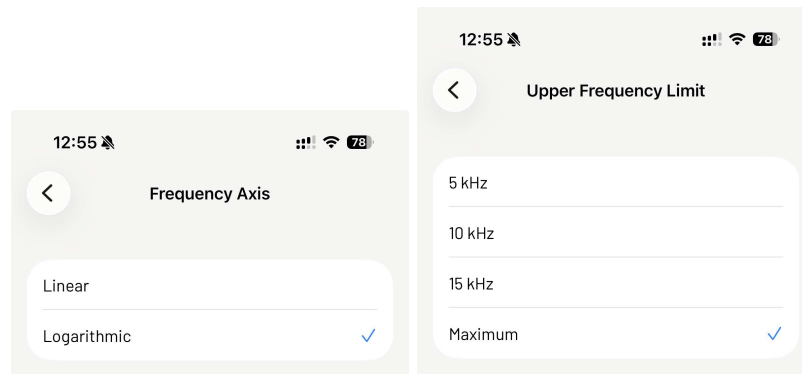 12:55
78
Frequency Axis
Linear
Logarithmic
12:55
78
Upper Frequency Limit
5 kHz
10 kHz
15 kHz
Maximum